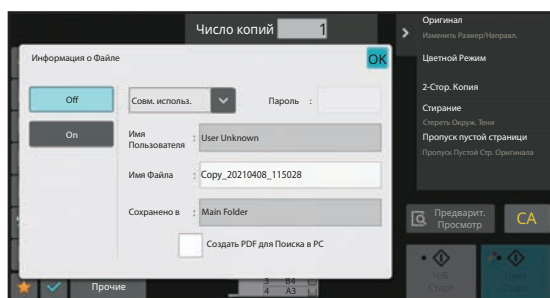 Число копий 1
Информация о Файле
OK
Off
On
Совм. использ.
Пароль :
Имя Пользователя :
User Unknown
Имя Файла :
Copy_20210408_115028
Сохранено в :
Main Folder
Создать PDF для Поиска в PC
Прочие
3 B4
4 A3
Оригинал
Изменить Размер/Направл.
Цветной Режим
2-Стор. Копия
Стирание
Стереть Окруж. Тени
Пропуск пустой страници
Пропуск Пустой Стр. Оригинала
Предварит.
Просмотр
CA
Ч/Б
Старт
Цвет
Старт